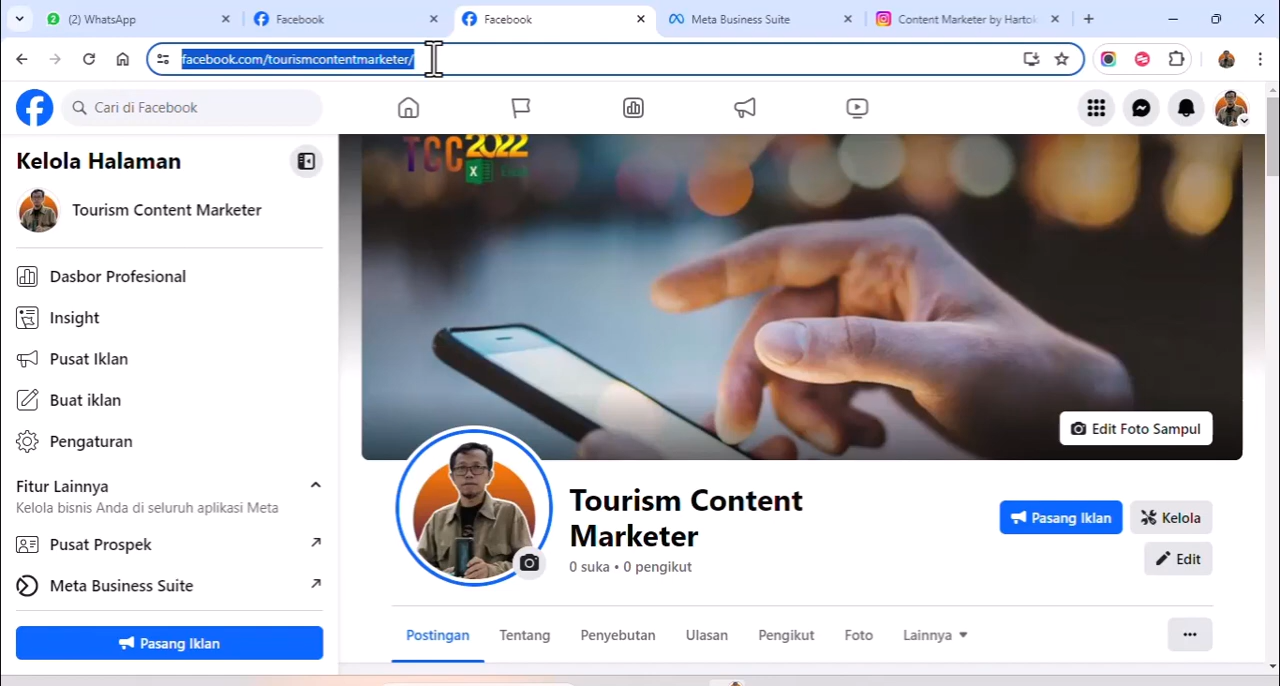 (2) WhatsApp
Facebook
Facebook
Meta Business Suite
Content Marketer by Hartok
facebook.com/tourismcontentmarketer/
Cari di Facebook
Kelola Halaman
Tourism Content Marketer
Dasbor Profesional
Insight
Pusat Iklan
Buat iklan
Pengaturan
Fitur Lainnya
Kelola bisnis Anda di seluruh aplikasi Meta
Pusat Prospek
Meta Business Suite
Pasang Iklan
TCC 2022
X
Edit Foto Sampul
Tourism Content
Marketer
0 suka • 0 pengikut
Pasang Iklan
Kelola
Edit
Postingan
Tentang
Penyebutan
Ulasan
Pengikut
Foto
Lainnya